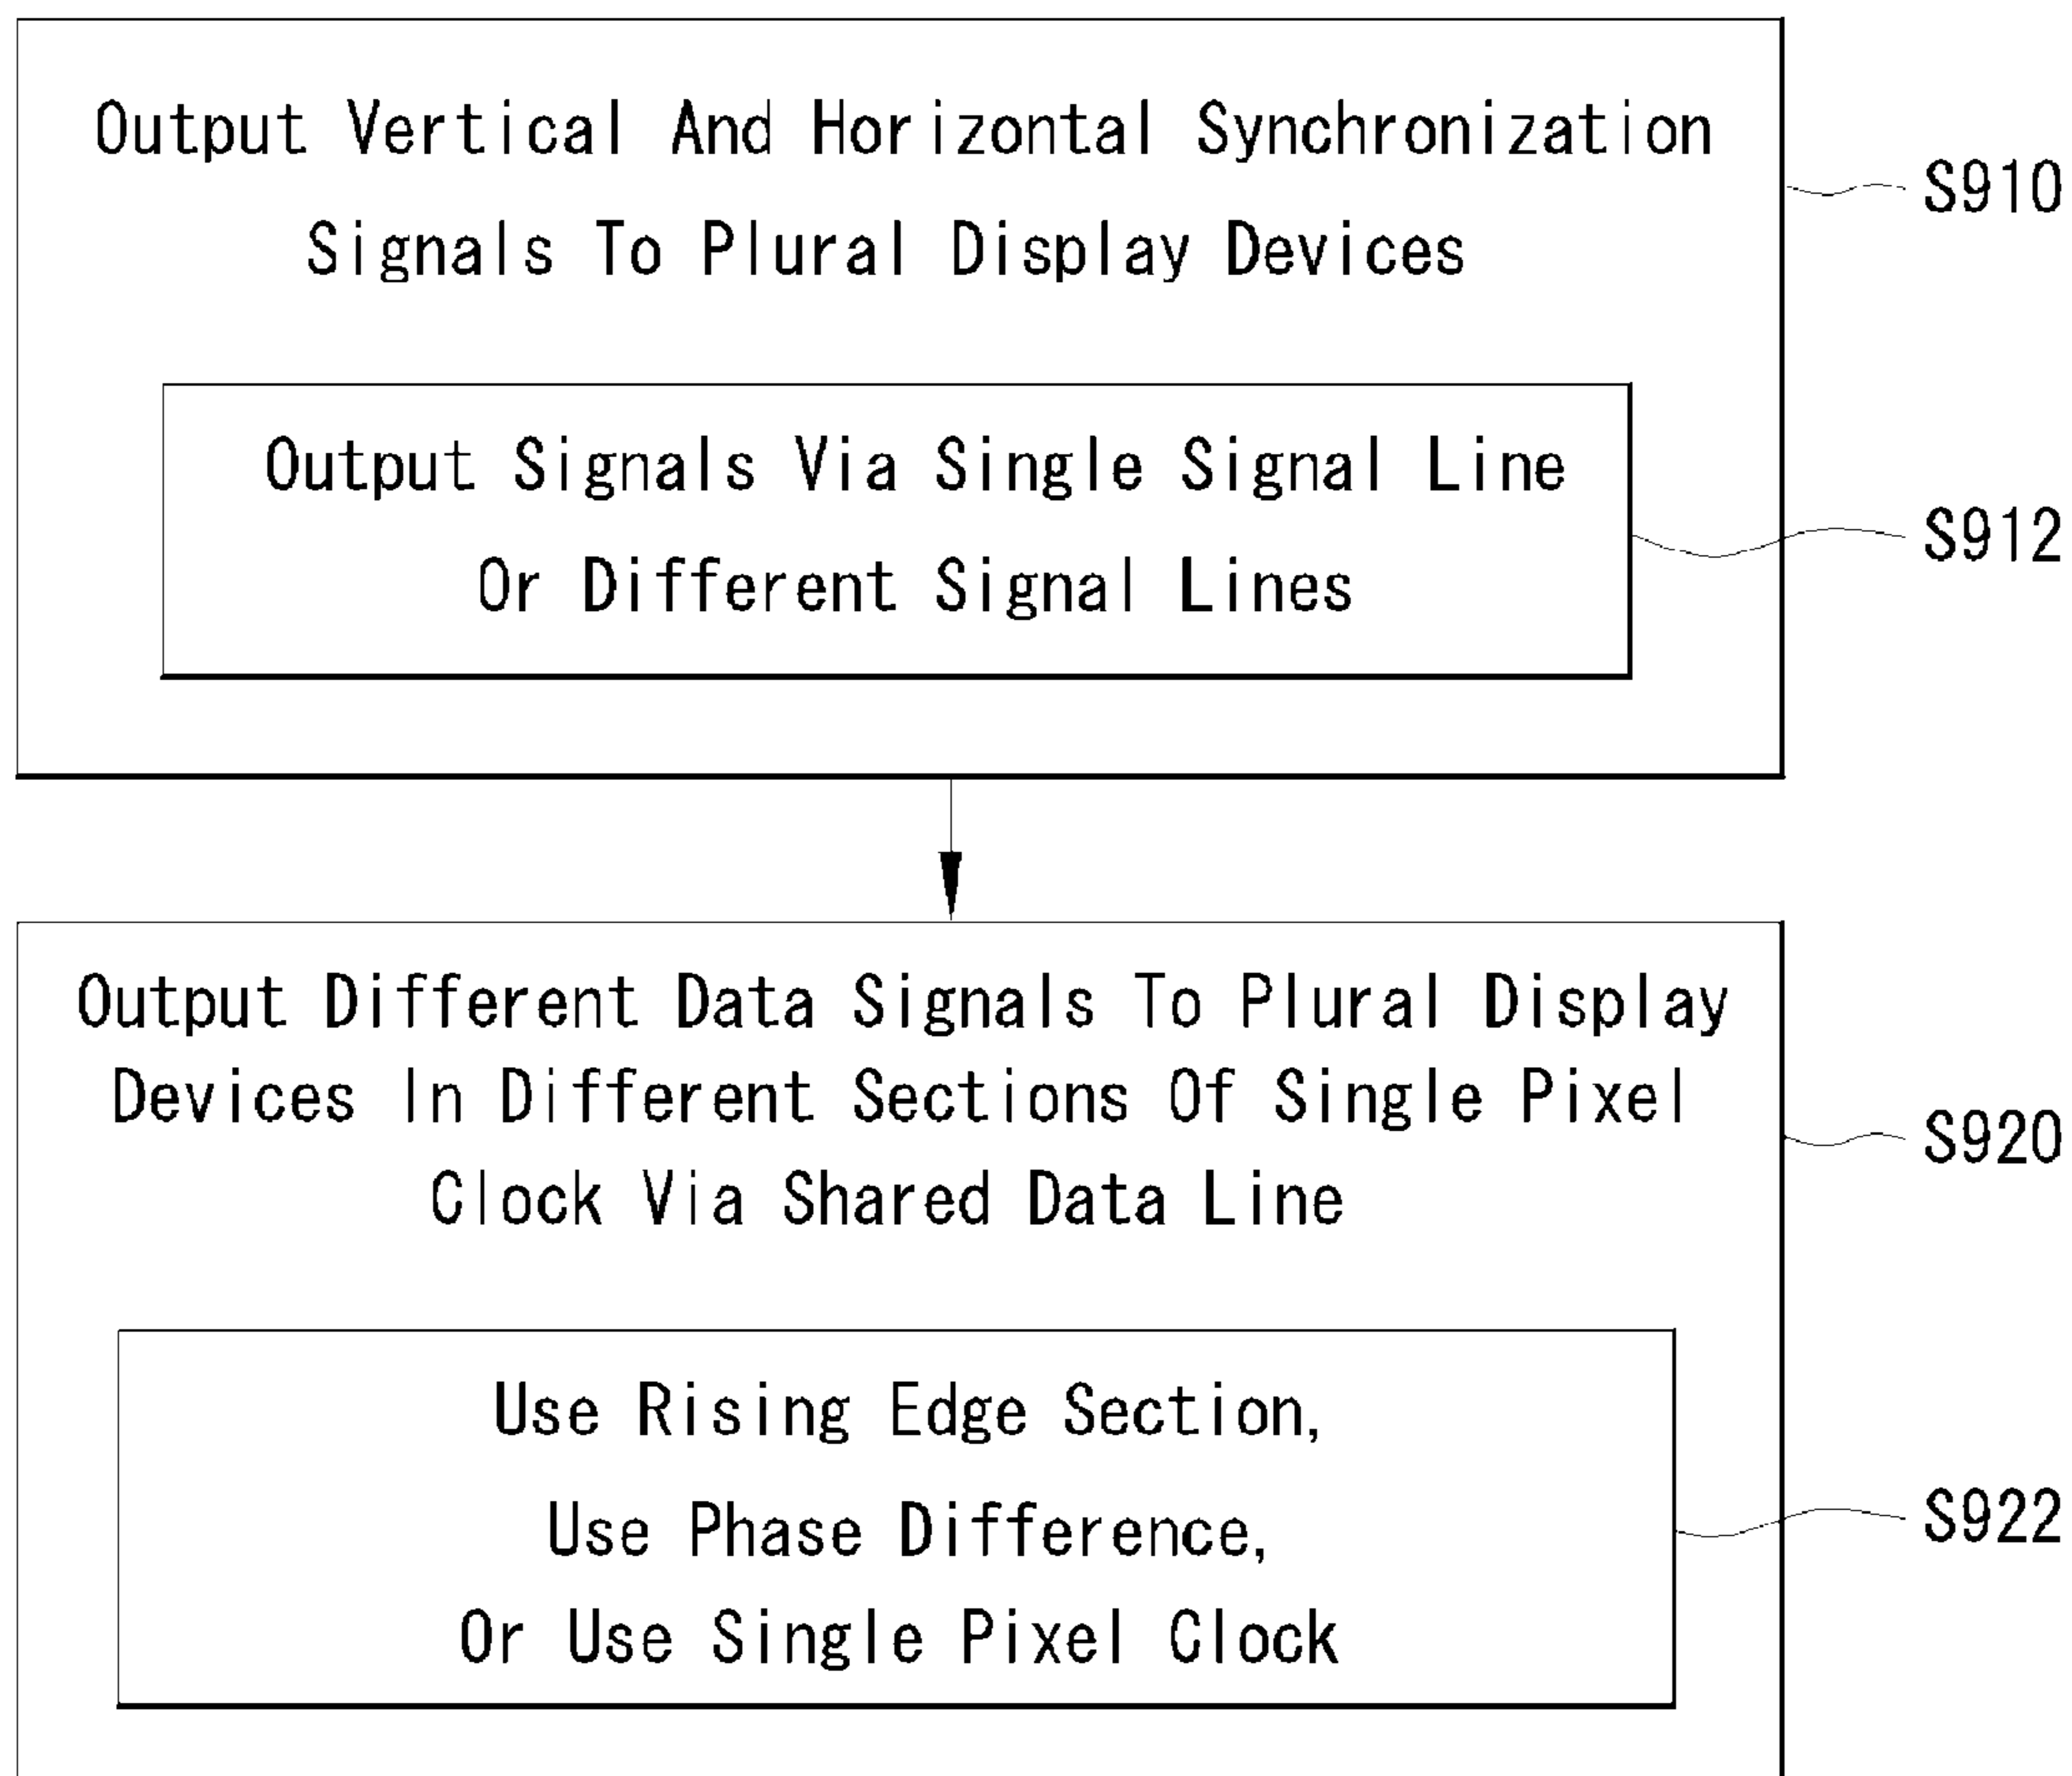 Output Vertical And Horizontal Synchronization
Signals To Plural Display Devices
S910
Output Signals Via Single Signal Line
Or Different Signal Lines
S912
Output Different Data Signals To Plural Display
Devices In Different Sections Of Single Pixel
Clock Via Shared Data Line
S920
Use Rising Edge Section,
Use Phase Difference,
Or Use Single Pixel Clock
S922